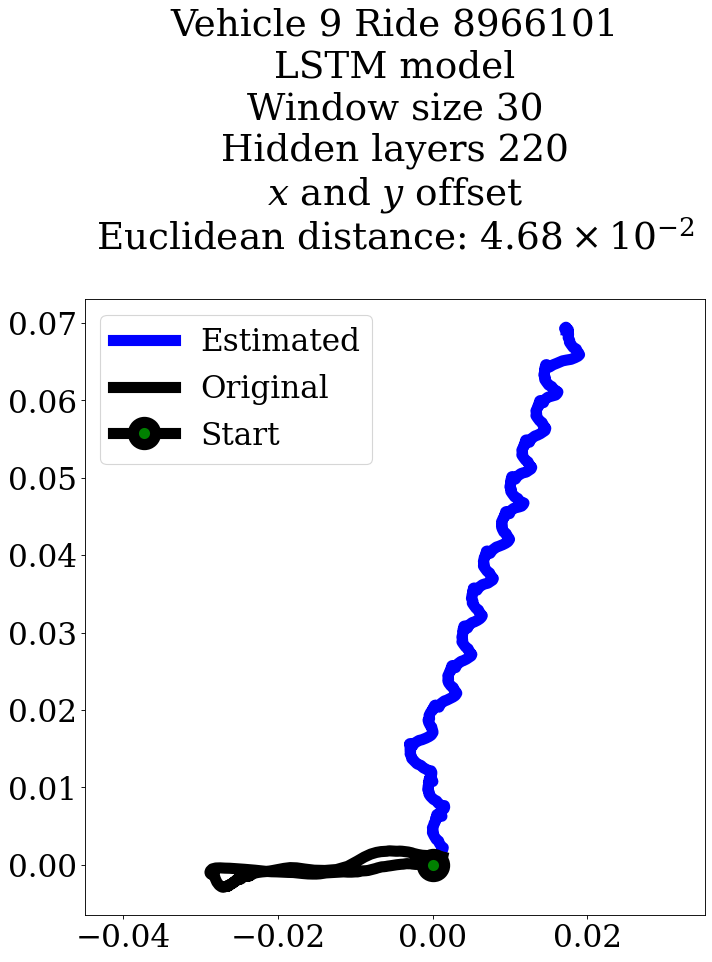 Vehicle 9 Ride 8966101
LSTM model
Window size 30
Hidden layers 220
x and y offset
Euclidean distance: 4.68 × 10⁻²
Estimated
Original
Start
0.07
0.06
0.05
0.04
0.03
0.02
0.01
0.00
−0.04
−0.02
0.00
0.02